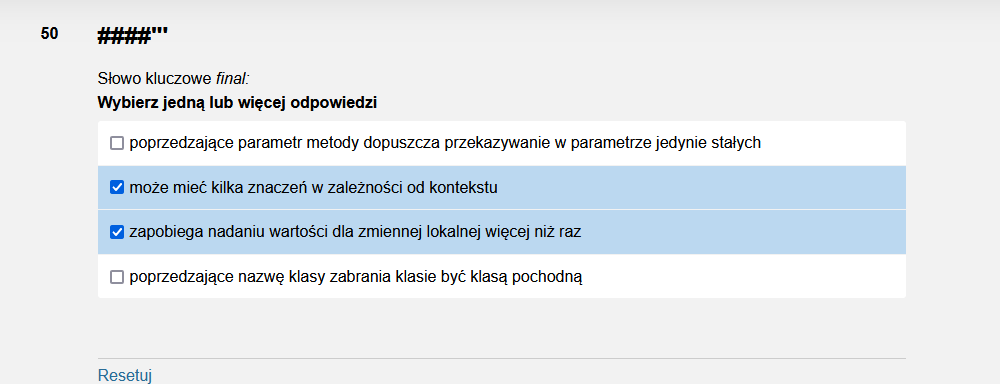 50
####"'
Słowo kluczowe final:
Wybierz jedną lub więcej odpowiedzi
poprzedzające parametr metody dopuszcza przekazywanie w parametrze jedynie stałych
może mieć kilka znaczeń w zależności od kontekstu
zapobiega nadaniu wartości dla zmiennej lokalnej więcej niż raz
poprzedzające nazwę klasy zabrania klasie być klasą pochodną
Resetuj